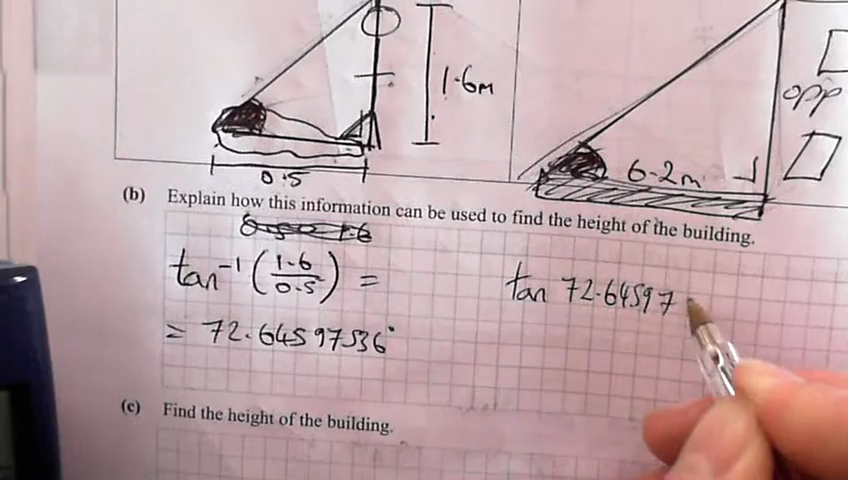 1.6m
opp
0.5
6.2m
(b) Explain how this information can be used to find the height of the building.
tan⁻¹ (1.6/0.5) =
tan 72.64597
= 72.64597536°
(c) Find the height of the building.